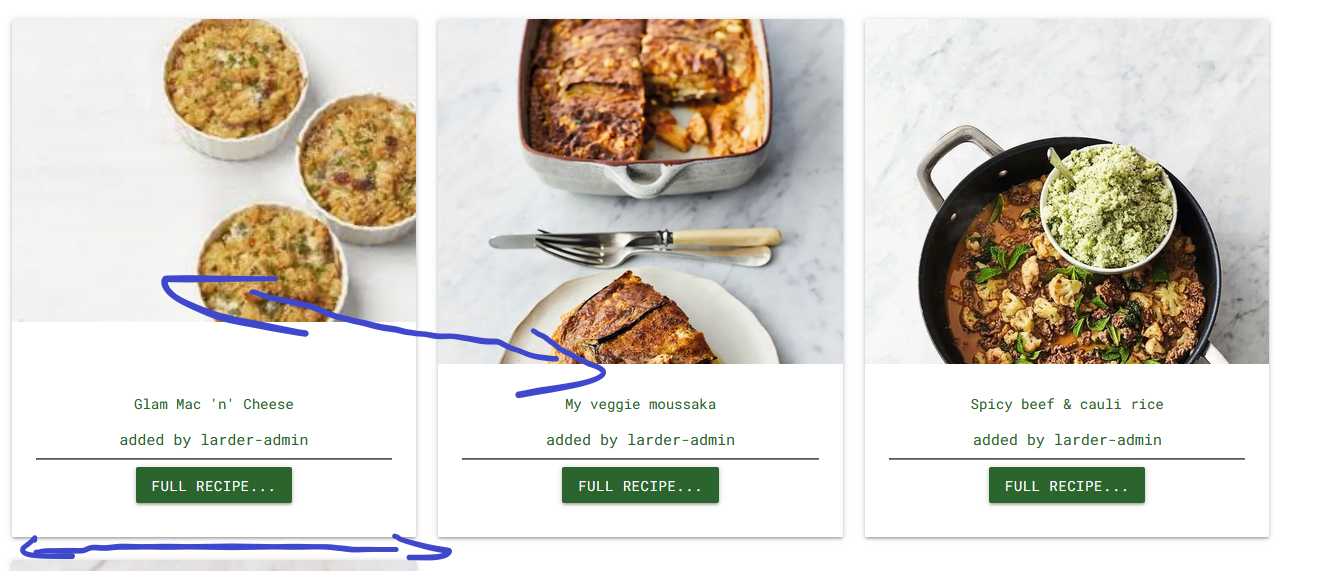 Glam Mac 'n' Cheese
added by larder-admin
FULL RECIPE...
My veggie moussaka
added by larder-admin
FULL RECIPE...
Spicy beef & cauli rice
added by larder-admin
FULL RECIPE...